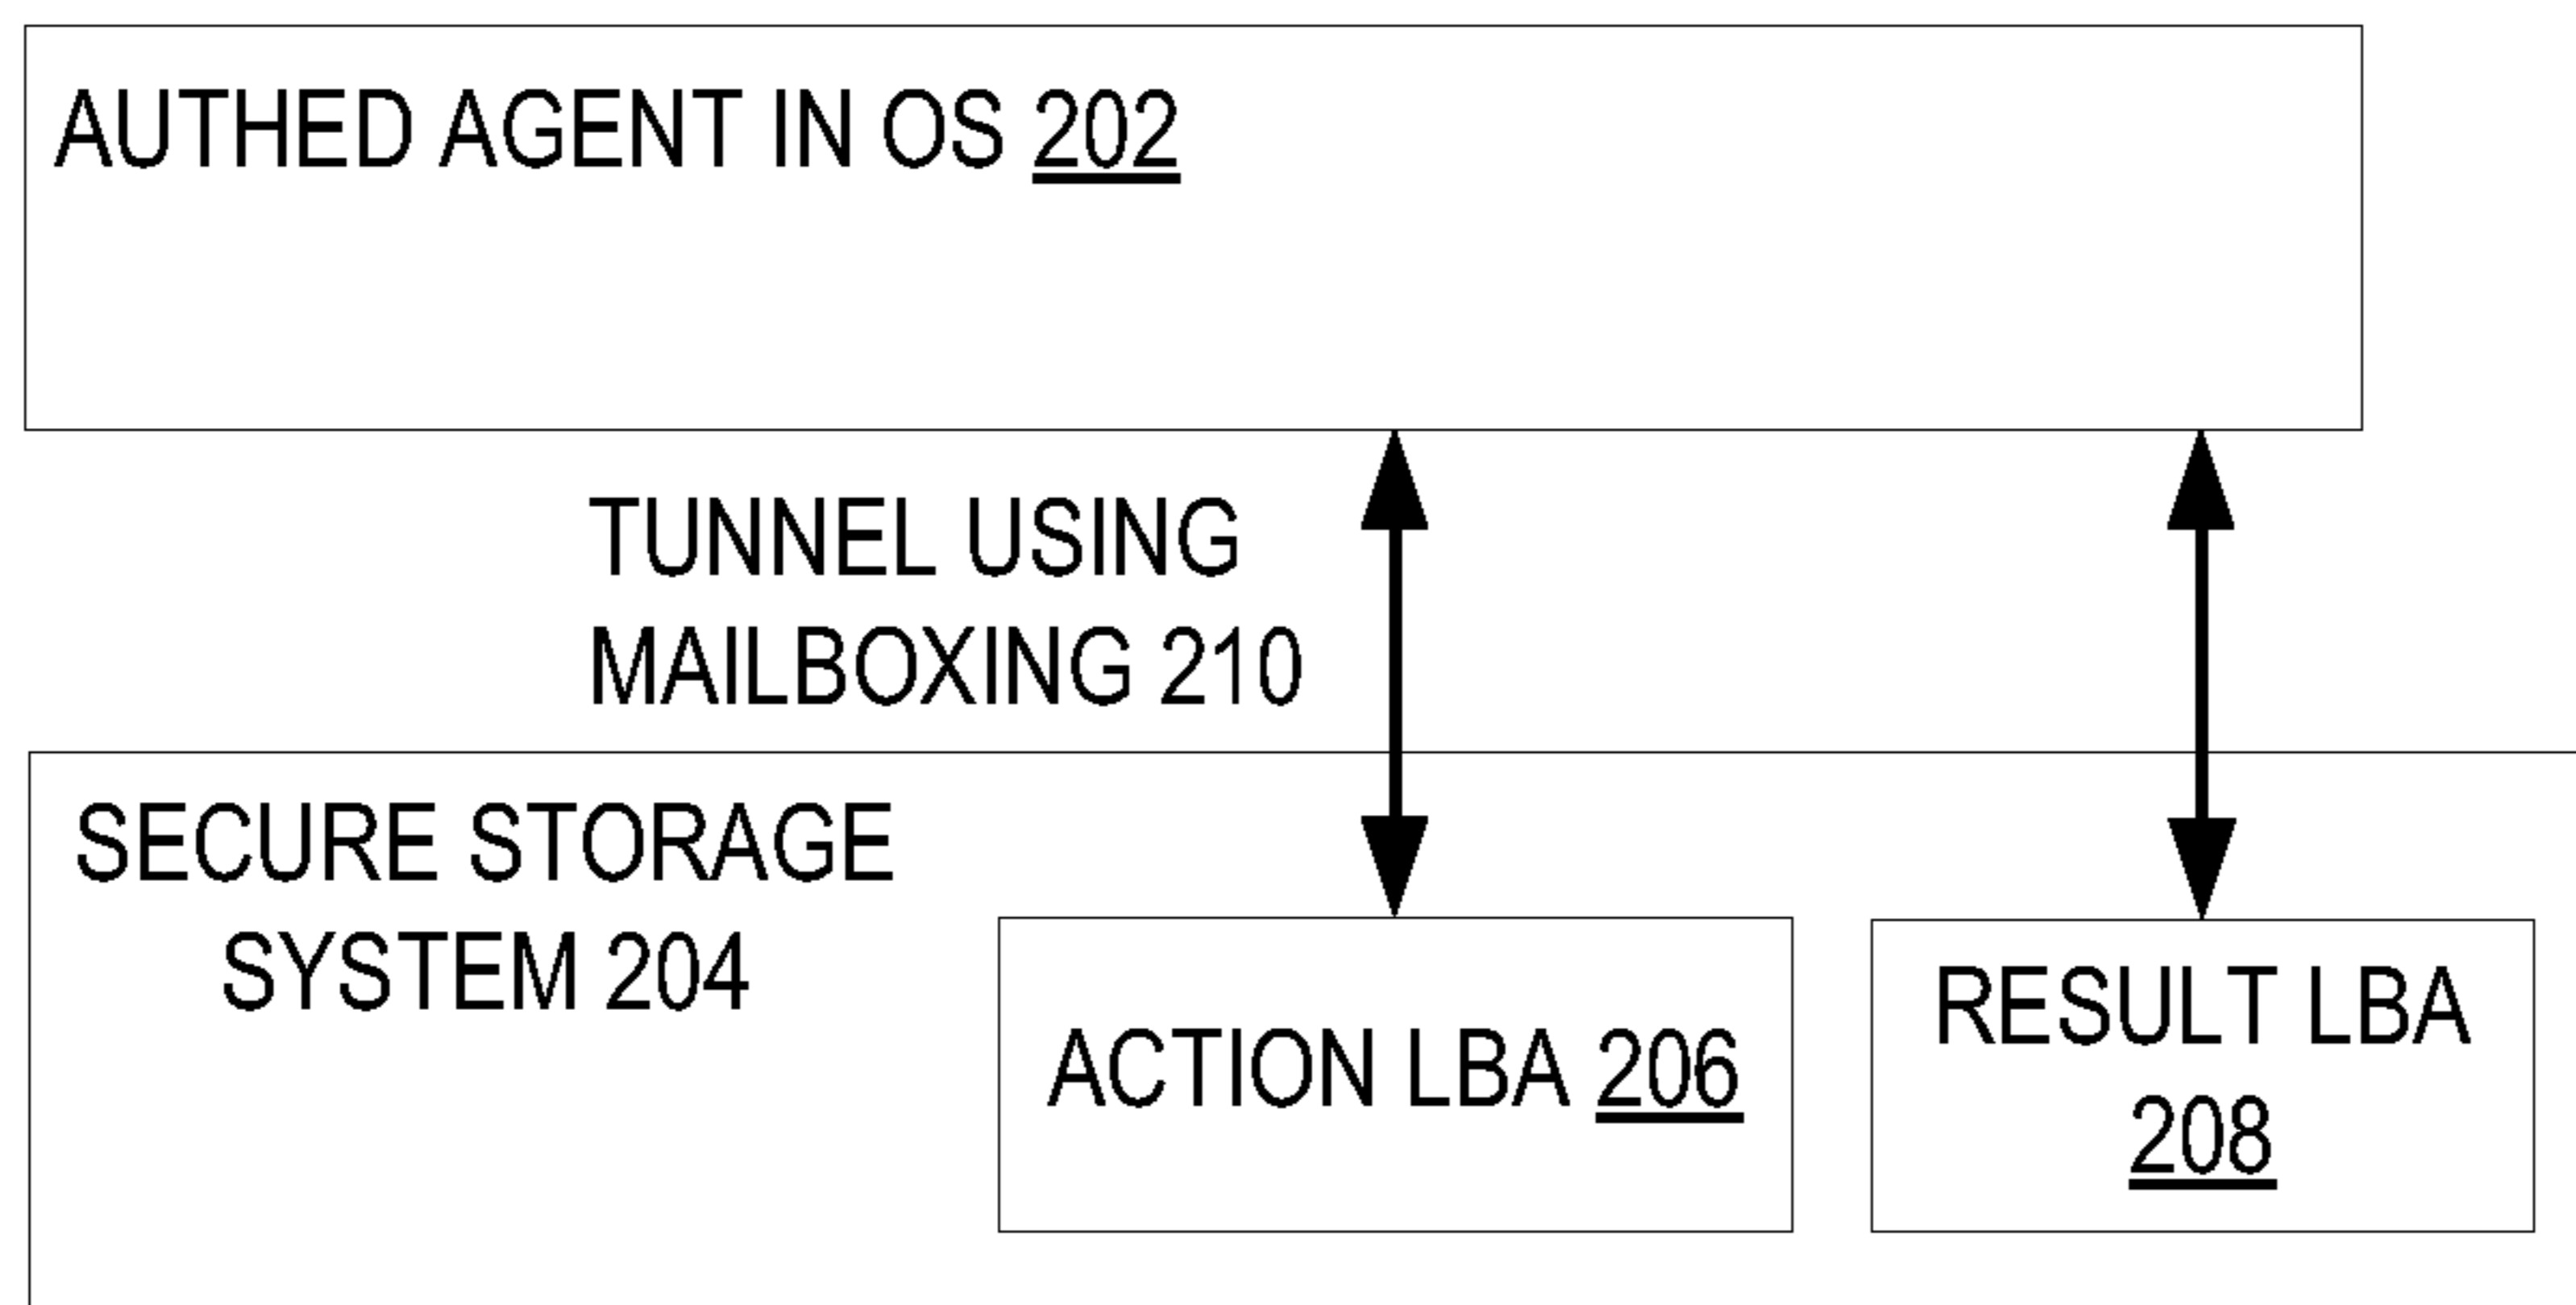 AUTHED AGENT IN OS 202
TUNNEL USING
MAILBOXING 210
SECURE STORAGE
SYSTEM 204
ACTION LBA 206
RESULT LBA
208